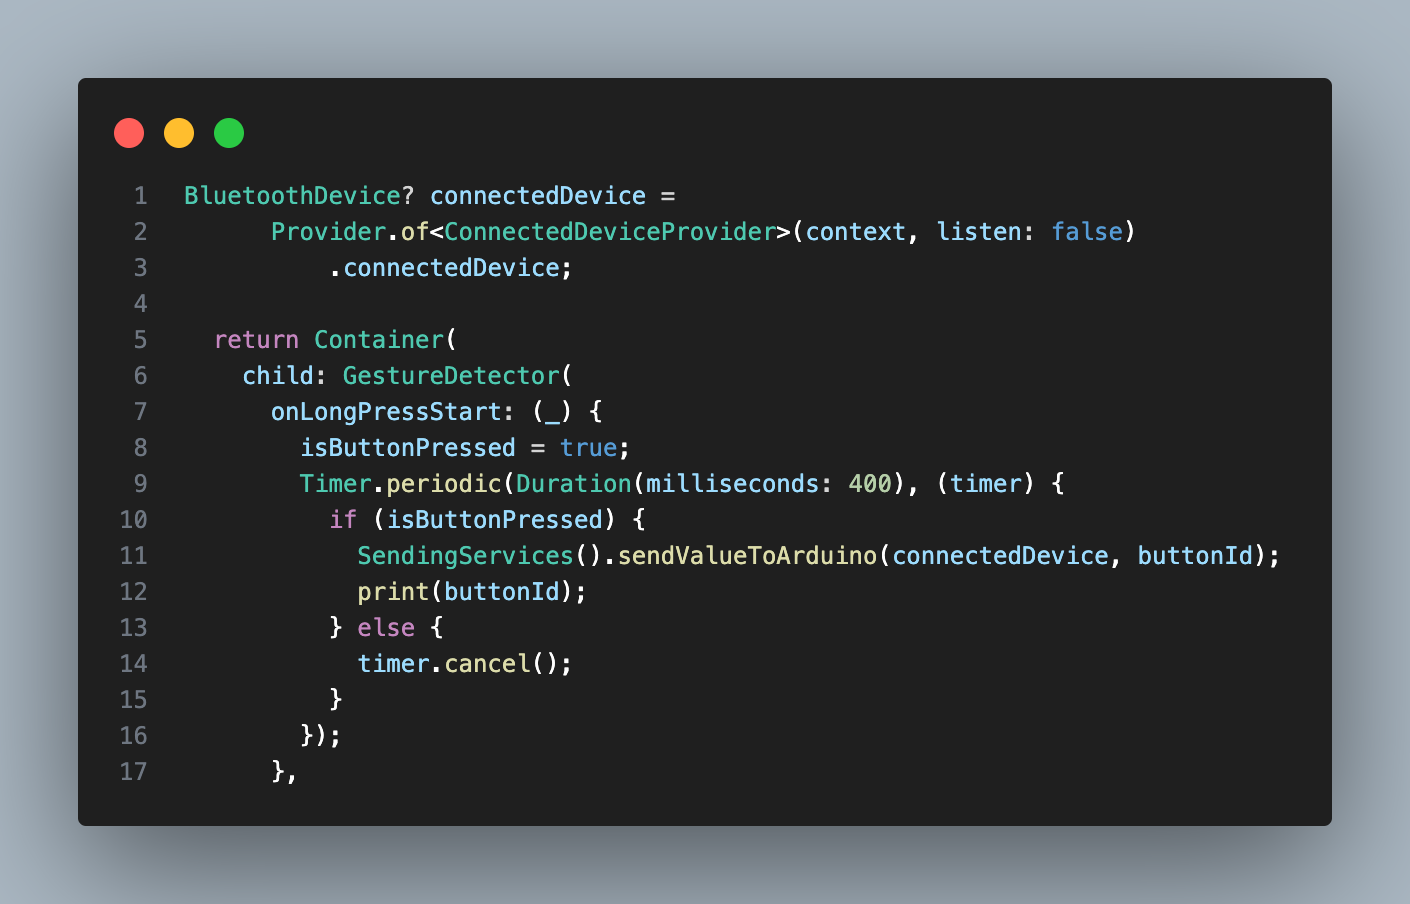 1 BluetoothDevice? connectedDevice =
2 Provider.of<ConnectedDeviceProvider>(context, listen: false)
3 .connectedDevice;
4
5 return Container(
6 child: GestureDetector(
7 onLongPressStart: (_) {
8 isButtonPressed = true;
9 Timer.periodic(Duration(milliseconds: 400), (timer) {
10 if (isButtonPressed) {
11 SendingServices().sendValueToArduino(connectedDevice, buttonId);
12 print(buttonId);
13 } else {
14 timer.cancel();
15 }
16 });
17 },